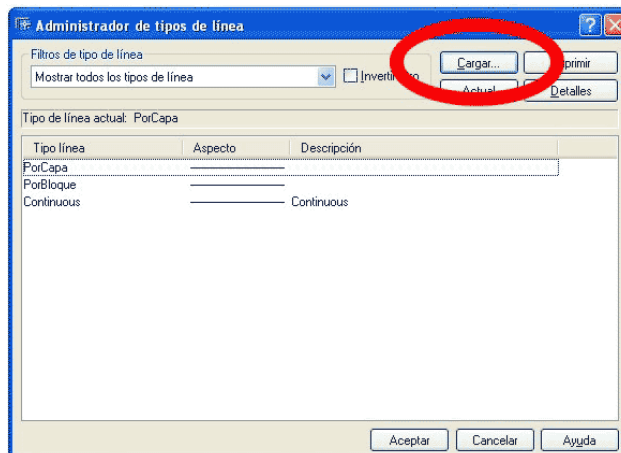 Administrador de tipos de línea
Filtros de tipo de línea
Mostrar todos los tipos de línea
Cargar...
Actual
Detalles
Tipo de línea actual: PorCapa
Tipo línea Aspecto Descripción
PorCapa
PorBloque
Continuous Continuous
Aceptar Cancelar Ayuda